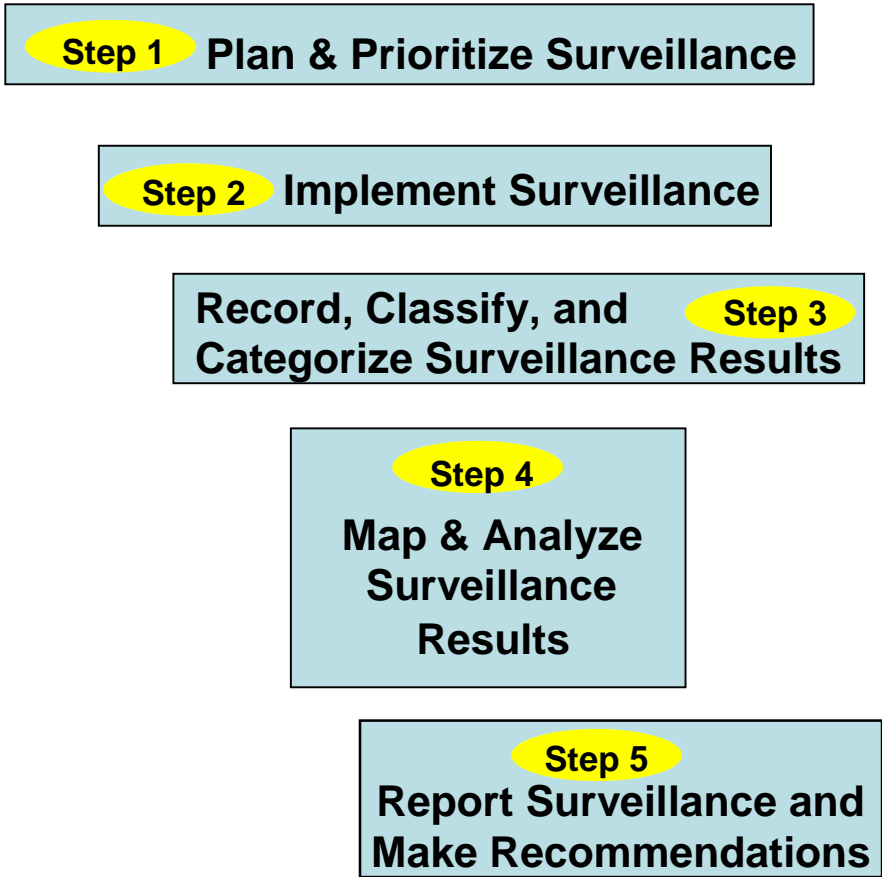 Step 1 Plan & Prioritize Surveillance
Step 2 Implement Surveillance
Record, Classify, and Step 3
Categorize Surveillance Results
Step 4
Map & Analyze
Surveillance
Results
Step 5
Report Surveillance and
Make Recommendations